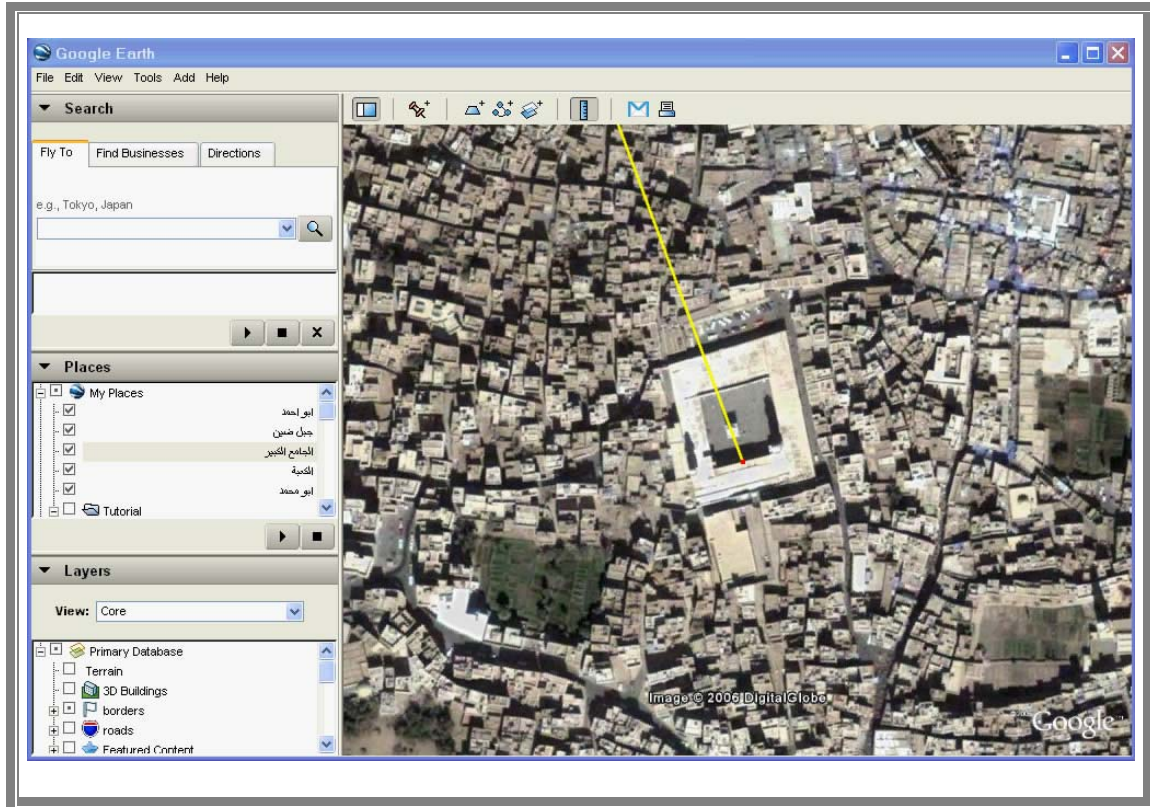 Google Earth
File Edit View Tools Add Help
Search
Fly To Find Businesses Directions
e.g., Tokyo, Japan
Places
My Places
ابو احمد
جبل ضين
الجامع الكبير
الكعبة
ابو محمد
Tutorial
Layers
View: Core
Primary Database
Terrain
3D Buildings
borders
roads
Featured Content
Image © 2006 DigitalGlobe
Google